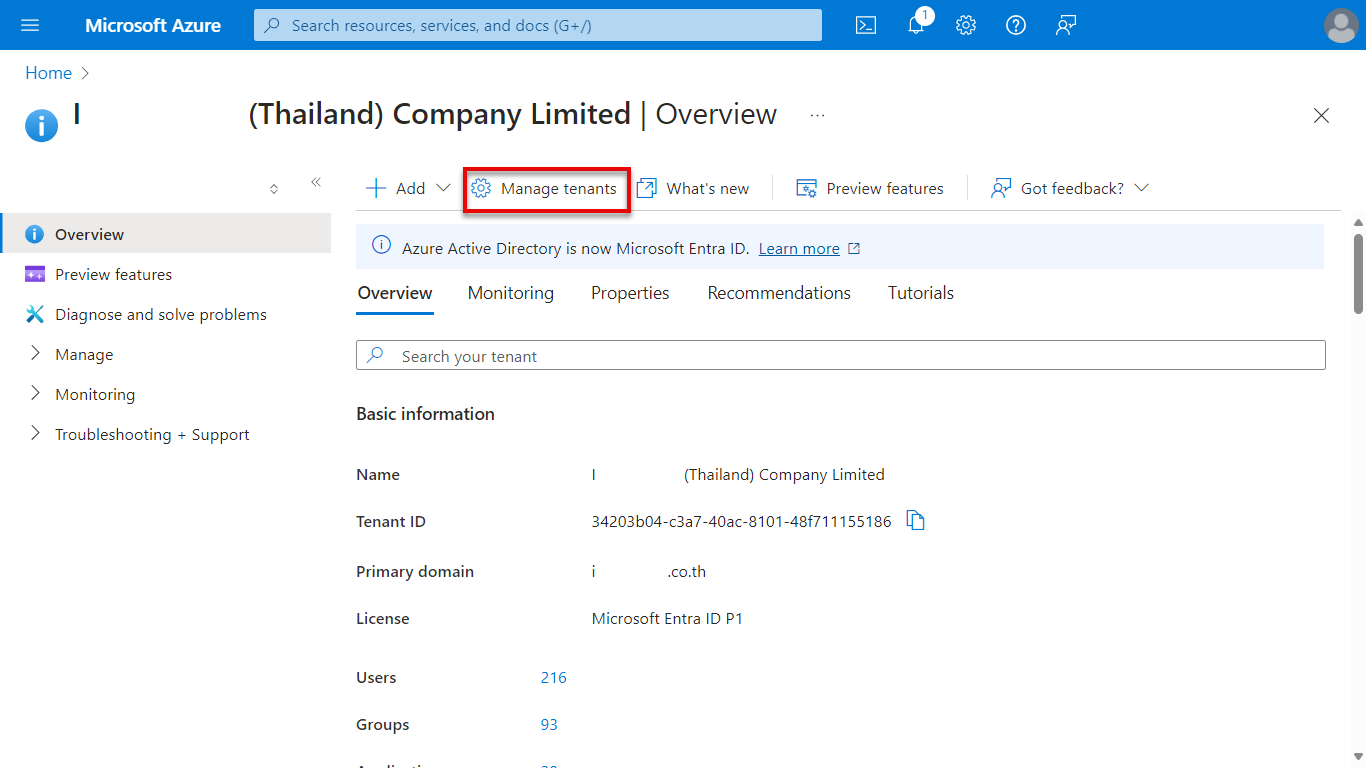 Microsoft Azure
Search resources, services, and docs (G+/)
1
Home
I (Thailand) Company Limited | Overview ...
Add
Manage tenants
What's new
Preview features
Got feedback?
Overview
Preview features
Diagnose and solve problems
Manage
Monitoring
Troubleshooting + Support
Azure Active Directory is now Microsoft Entra ID. Learn more
Overview Monitoring Properties Recommendations Tutorials
Search your tenant
Basic information
Name I (Thailand) Company Limited
Tenant ID 34203b04-c3a7-40ac-8101-48f711155186
Primary domain i .co.th
License Microsoft Entra ID P1
Users 216
Groups 93